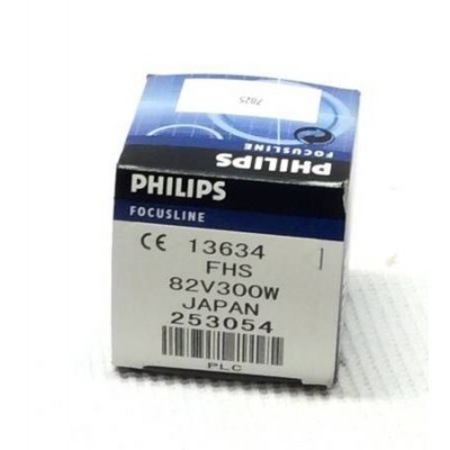 7825
PHILIPS
FOCUSLINE
PHILIPS
FOCUSLINE
CE 13634
FHS
82V300W
JAPAN
253054
PLC